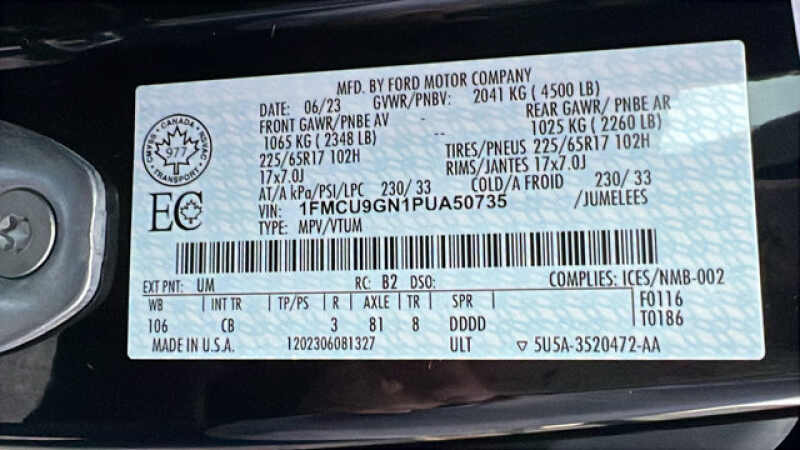 MFD. BY FORD MOTOR COMPANY
DATE: 06/23 GVWR/PNBV: 2041 KG ( 4500 LB)
FRONT GAWR/PNBE AV -- REAR GAWR/ PNBE AR
1065 KG ( 2348 LB) -- 1025 KG ( 2260 LB)
225/65R17 102H TIRES/PNEUS 225/65R17 102H
17x7.0J RIMS/JANTES 17x7.0J
AT/A kPa/PSI/LPC 230/ 33 COLD/A FROID 230/ 33
VIN: 1FMCU9GN1PUA50735 /JUMELEES
TYPE: MPV/VTUM
CANADA
977
TRANSPORT
EC
EXT PNT: UM RC: B2 DSO: COMPLIES: ICES/NMB-002
WB INT TR TP/PS R AXLE TR SPR F0116
106 CB 3 81 8 DDDD T0186
MADE IN U.S.A. 1202306081327 ULT ▽ 5U5A-3520472-AA